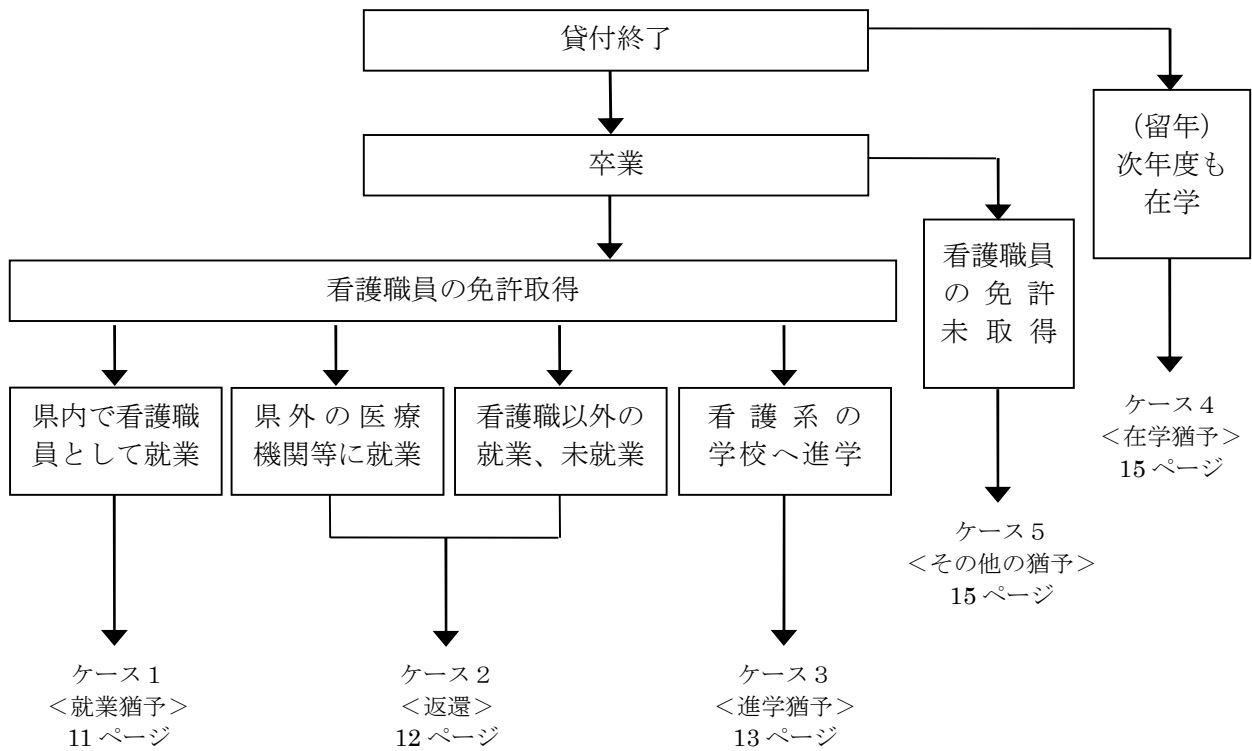 貸付終了
(留年)
次年度も
在学
卒業
看護職員
の免許
未取得
看護職員の免許取得
県内で看護職
員として就業
県外の医療
機関等に就業
看護職以外の
就業、未就業
看護系の
学校へ進学
ケース4
<在学猶予>
15ページ
ケース5
<その他の猶予>
15ページ
ケース1
<就業猶予>
11ページ
ケース2
<返還>
12ページ
ケース3
<進学猶予>
13ページ